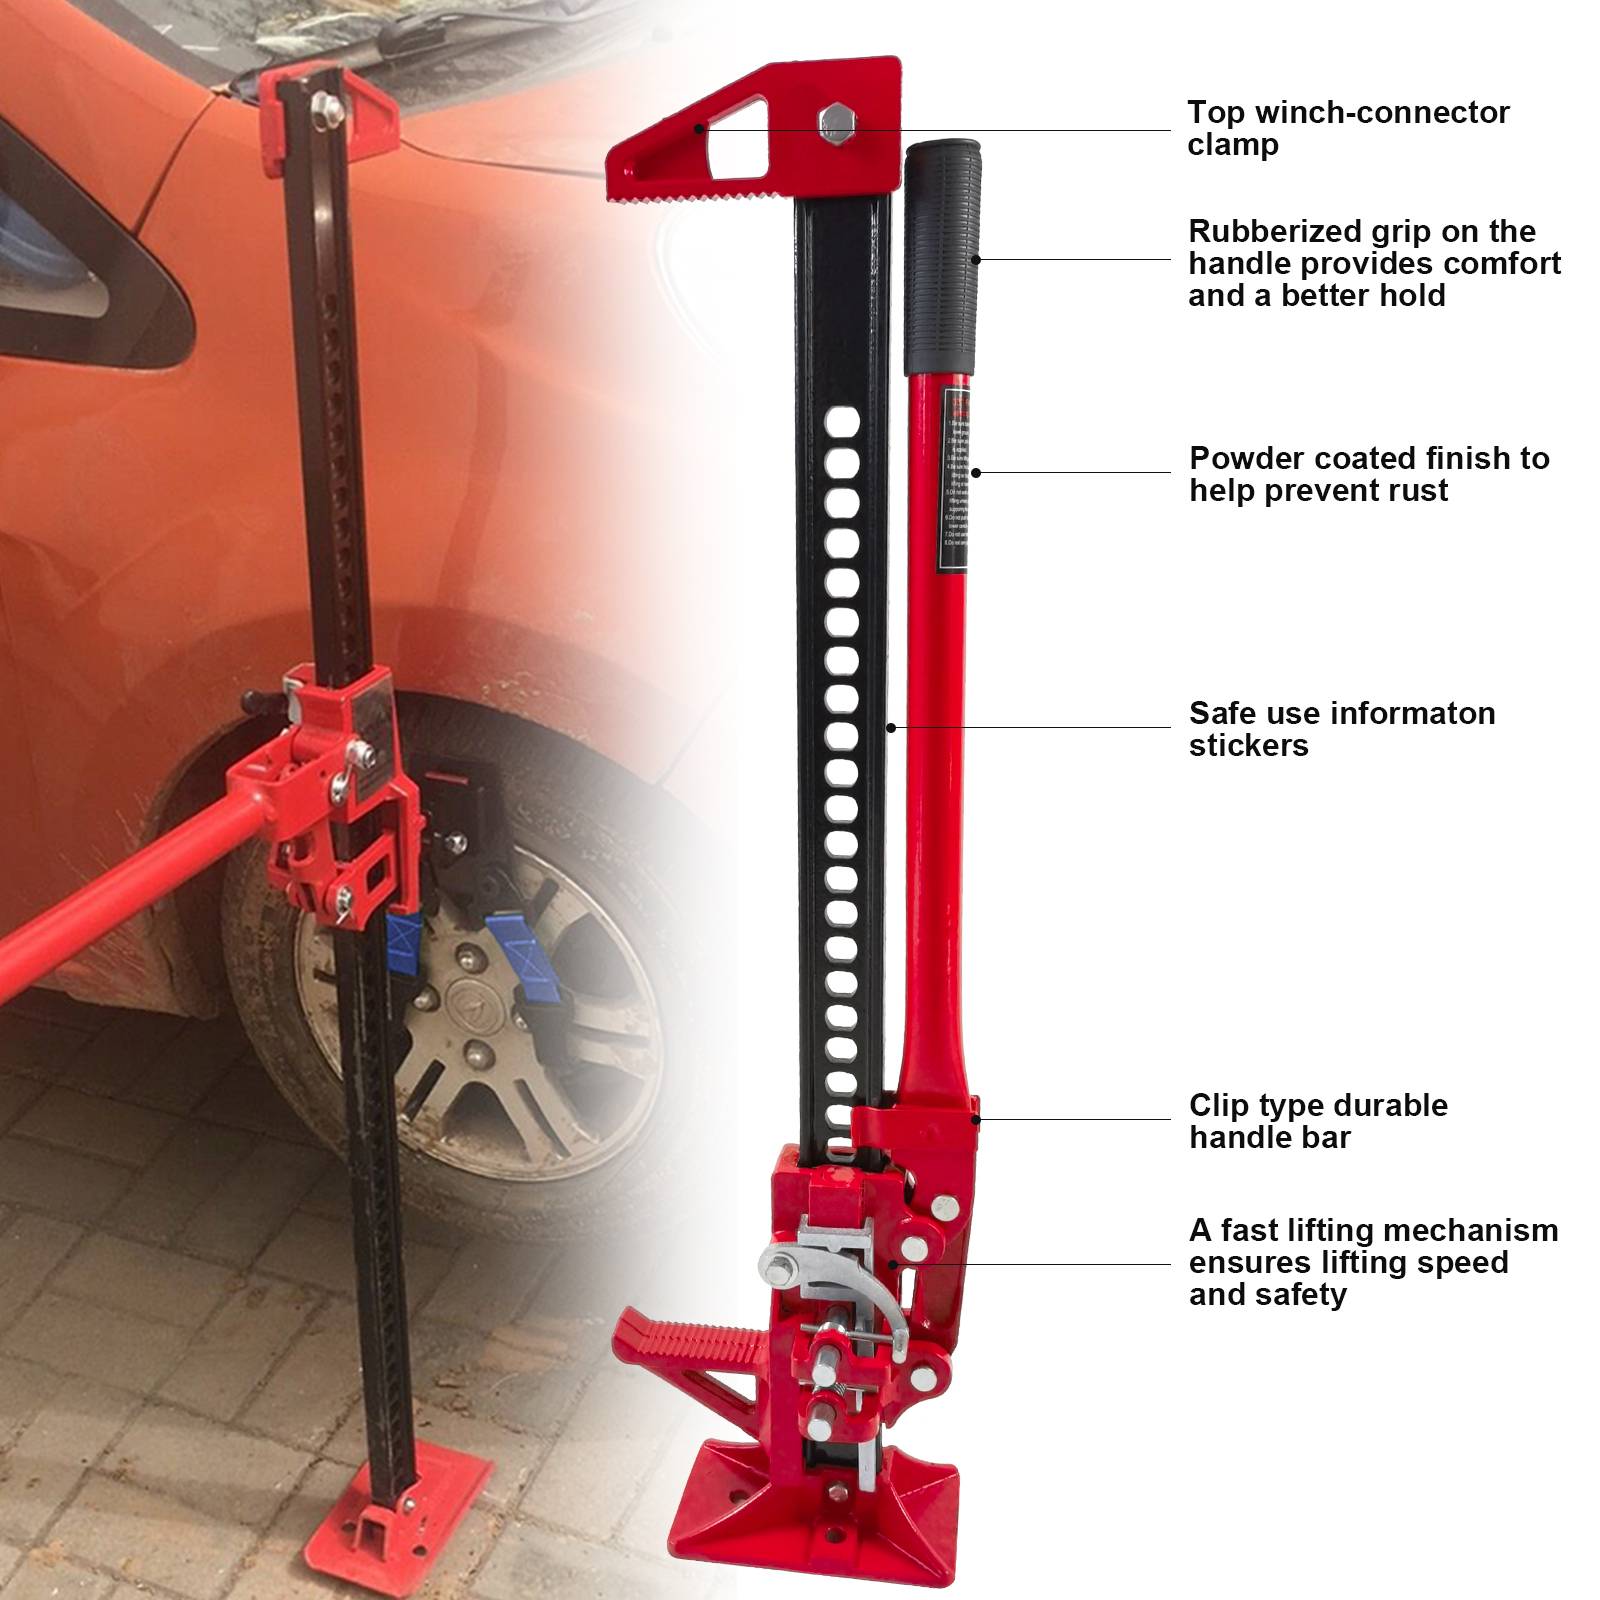 Top winch-connector
clamp
Rubberized grip on the
handle provides comfort
and a better hold
Powder coated finish to
help prevent rust
Safe use informaton
stickers
Clip type durable
handle bar
A fast lifting mechanism
ensures lifting speed
and safety